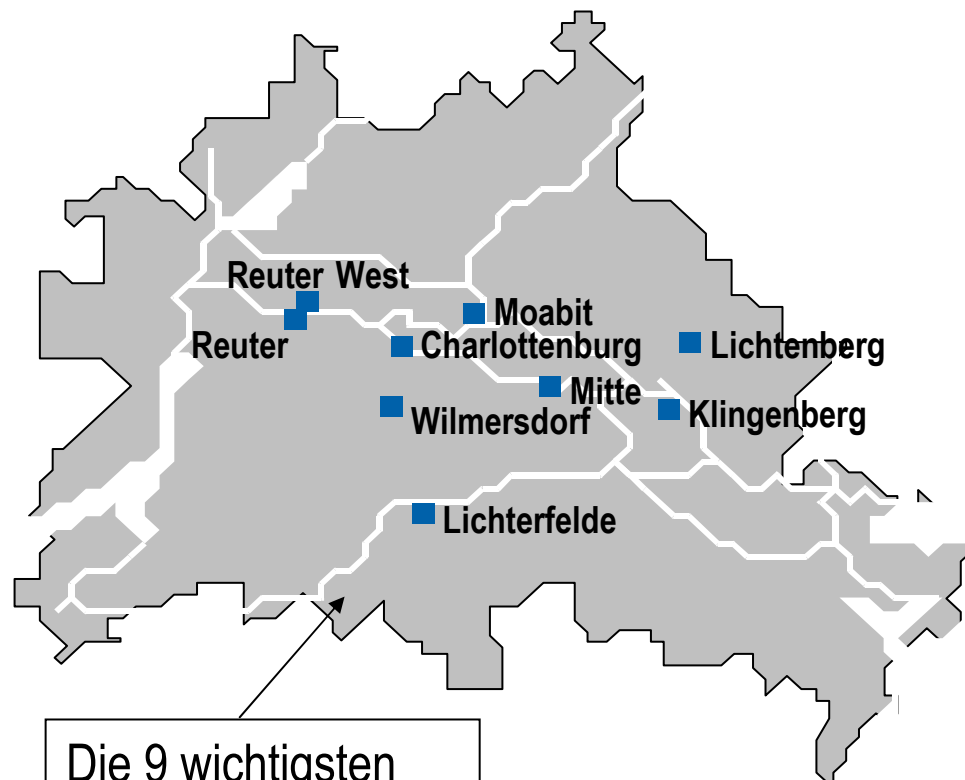 Reuter West
Moabit
Reuter
Charlottenburg
Lichtenberg
Mitte
Wilmersdorf
Klingenberg
Lichterfelde
Die 9 wichtigsten